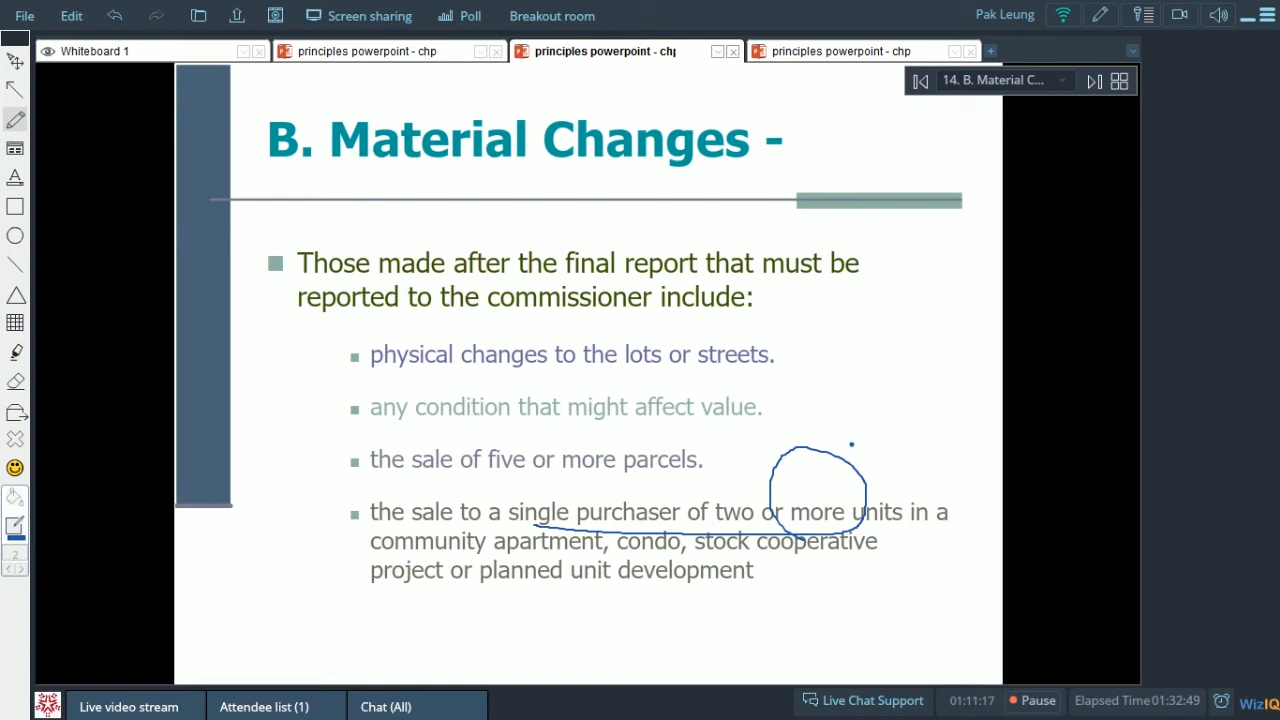 File Edit Screen sharing Poll Breakout room Pak Leung
Whiteboard 1 principles powerpoint - chp principles powerpoint - chp principles powerpoint - chp
14. B. Material C...
B. Material Changes -
Those made after the final report that must be
reported to the commissioner include:
physical changes to the lots or streets.
any condition that might affect value.
the sale of five or more parcels.
the sale to a single purchaser of two or more units in a
community apartment, condo, stock cooperative
project or planned unit development
2
Live video stream Attendee list (1) Chat (All) Live Chat Support 01:11:17 Pause Elapsed Time 01:32:49 WizIQ